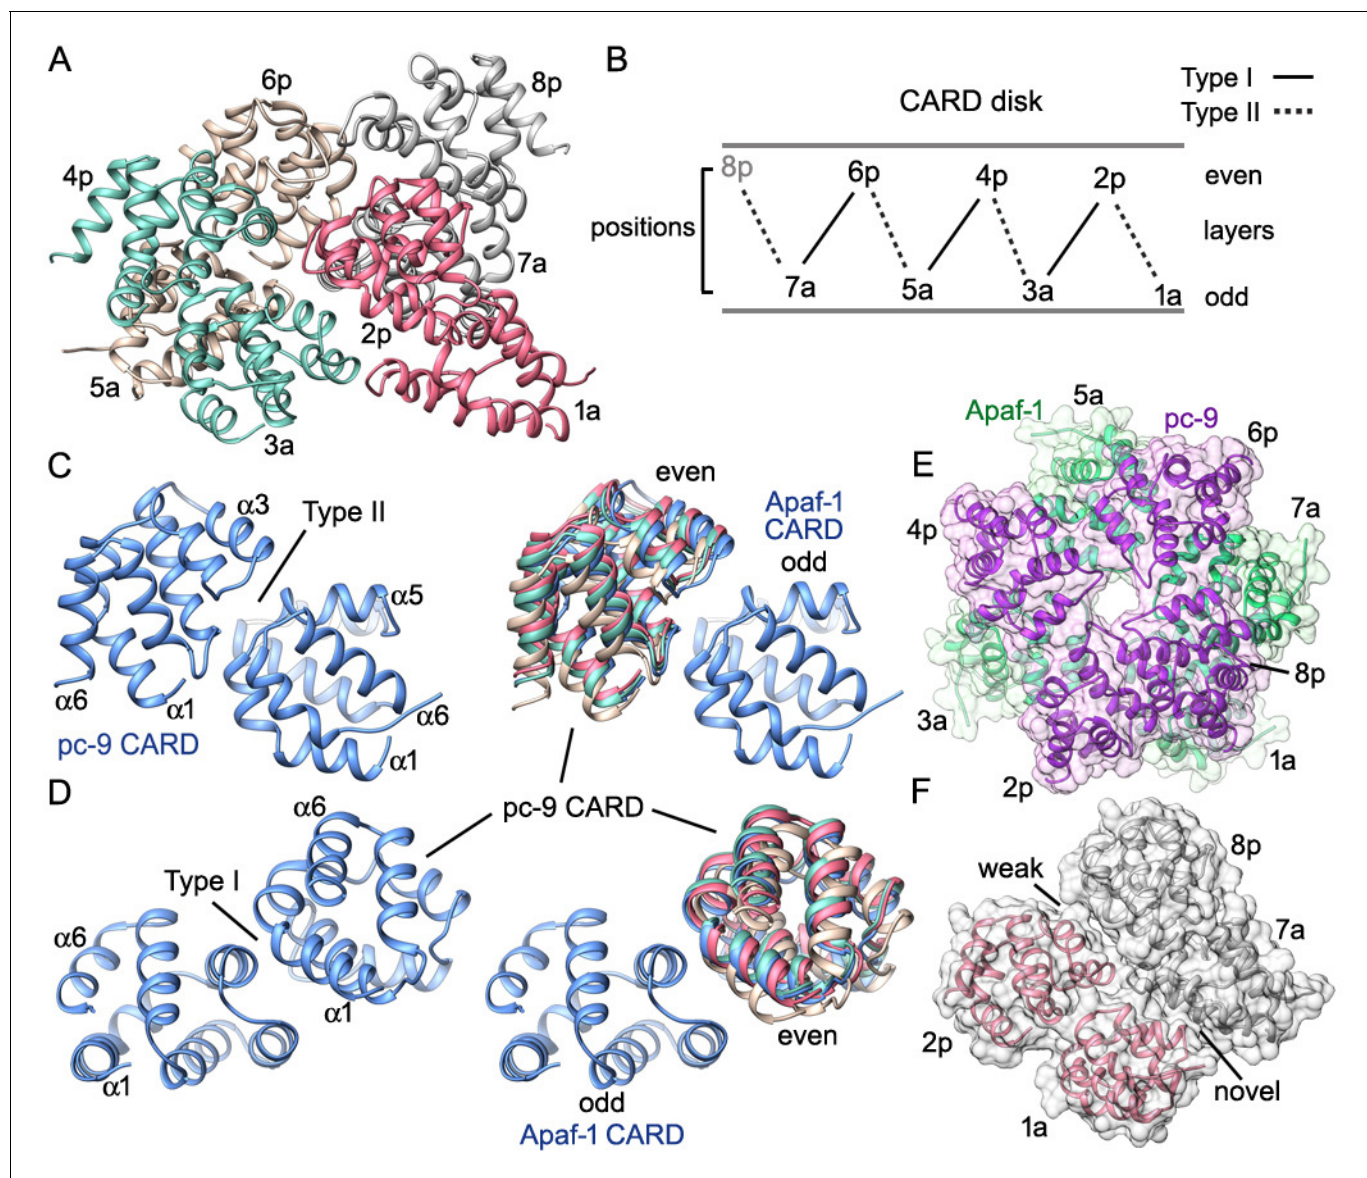 A
6p
8p
4p
7a
2p
5a
1a
3a
B
Type I
Type II
CARD disk
8p
6p
4p
2p
even
positions
layers
7a
5a
3a
1a
odd
C
α3
Type II
α5
α6
α1
α6
α1
pc-9 CARD
even
Apaf-1
CARD
odd
D
α6
pc-9 CARD
Type I
α6
α1
α1
even
odd
Apaf-1 CARD
E
Apaf-1
5a
pc-9
6p
4p
7a
8p
3a
1a
2p
F
weak
8p
7a
2p
novel
1a